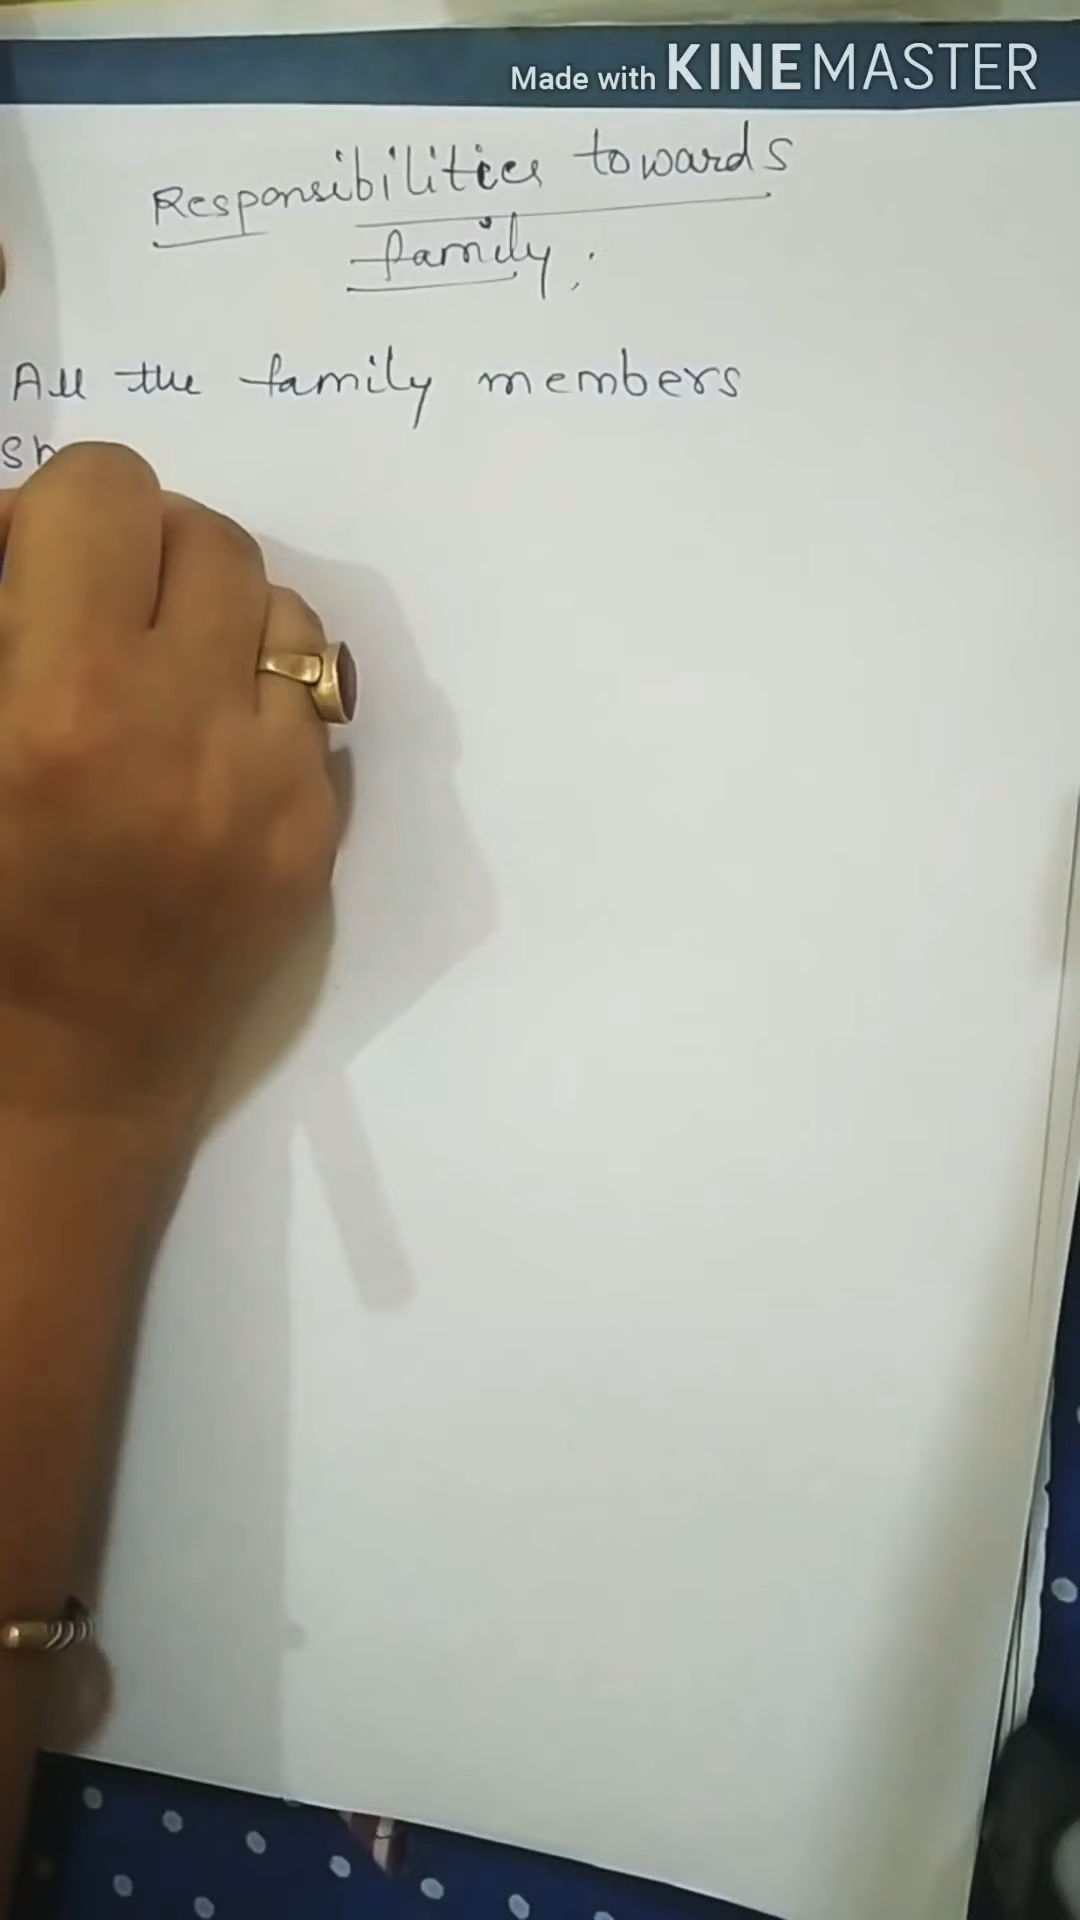 Made with KINEMASTER
Responsibilities towards
family :
All the family members